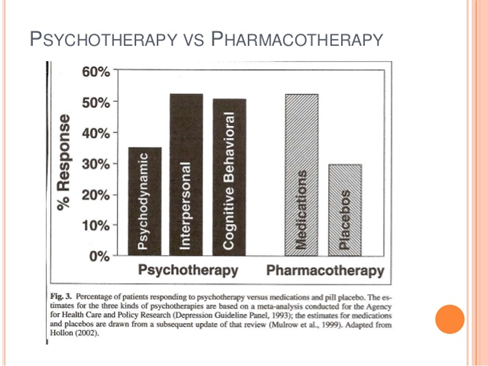 PSYCHOTHERAPY VS PHARMACOTHERAPY
60%
50%
40%
30%
20%
10%
0%
% Response
Psychodynamic
Interpersonal
Cognitive Behavioral
Medications
Placebos
Psychotherapy
Pharmacotherapy
Fig. 3. Percentage of patients responding to psychotherapy versus medications and pill placebo. The es-
timates for the three kinds of psychotherapies are based on a meta-analysis conducted for the Agency
for Health Care and Policy Research (Depression Guideline Panel, 1993); the estimates for medications
and placebos are drawn from a subsequent update of that review (Mulrow et al., 1999). Adapted from
Hollon (2002).